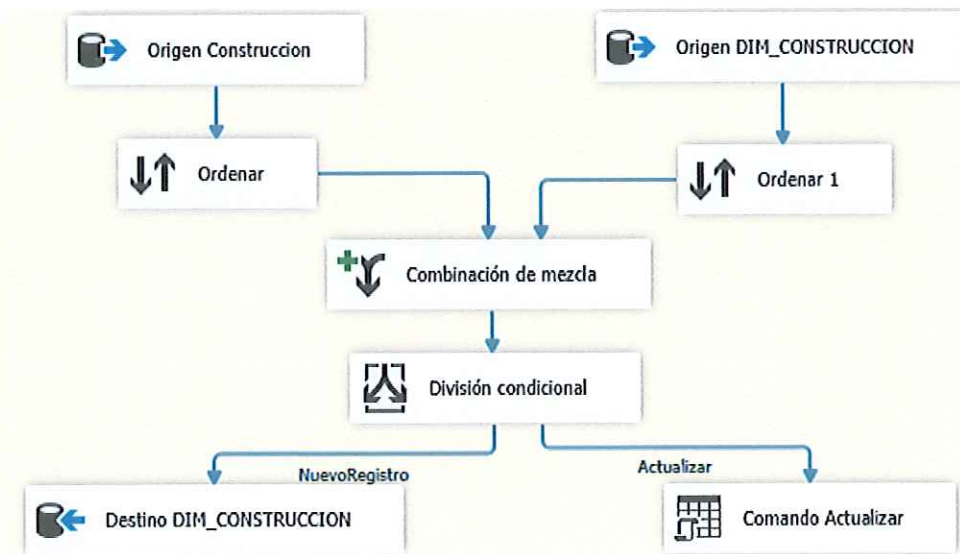 Origen Construccion
Origen DIM_CONSTRUCCION
Ordenar
Ordenar 1
Combinación de mezcla
División condicional
NuevoRegistro
Actualizar
Destino DIM_CONSTRUCCION
Comando Actualizar